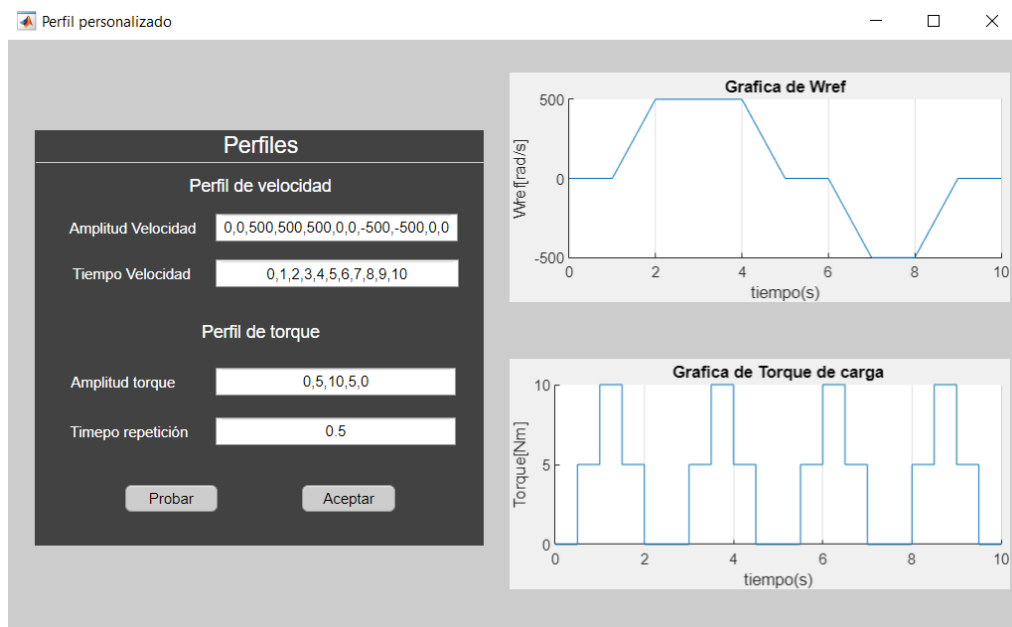 Perfil personalizado
Perfiles
Perfil de velocidad
Amplitud Velocidad 0,0,500,500,500,0,0,-500,-500,0,0
Tiempo Velocidad 0,1,2,3,4,5,6,7,8,9,10
Perfil de torque
Amplitud torque 0,5,10,5,0
Timepo repetición 0.5
Probar Aceptar
Grafica de Wref
Wref[rad/s]
500
0
-500
0 2 4 6 8 10
tiempo(s)
Grafica de Torque de carga
Torque[Nm]
10
5
0
0 2 4 6 8 10
tiempo(s)